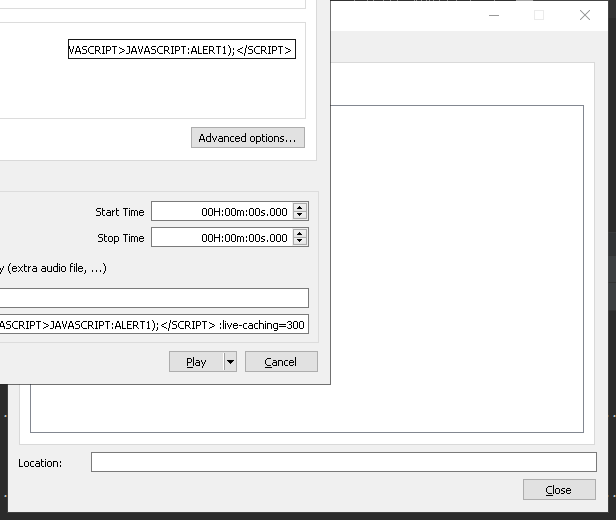 VASCRIPT>JAVASCRIPT:ALERT1);</SCRIPT>
Advanced options...
Start Time
00H:00m:00s.000
Stop Time
00H:00m:00s.000
y (extra audio file, ...)
ASCRIPT>JAVASCRIPT:ALERT1);</SCRIPT> :live-caching=300
Play
Cancel
Location:
Close